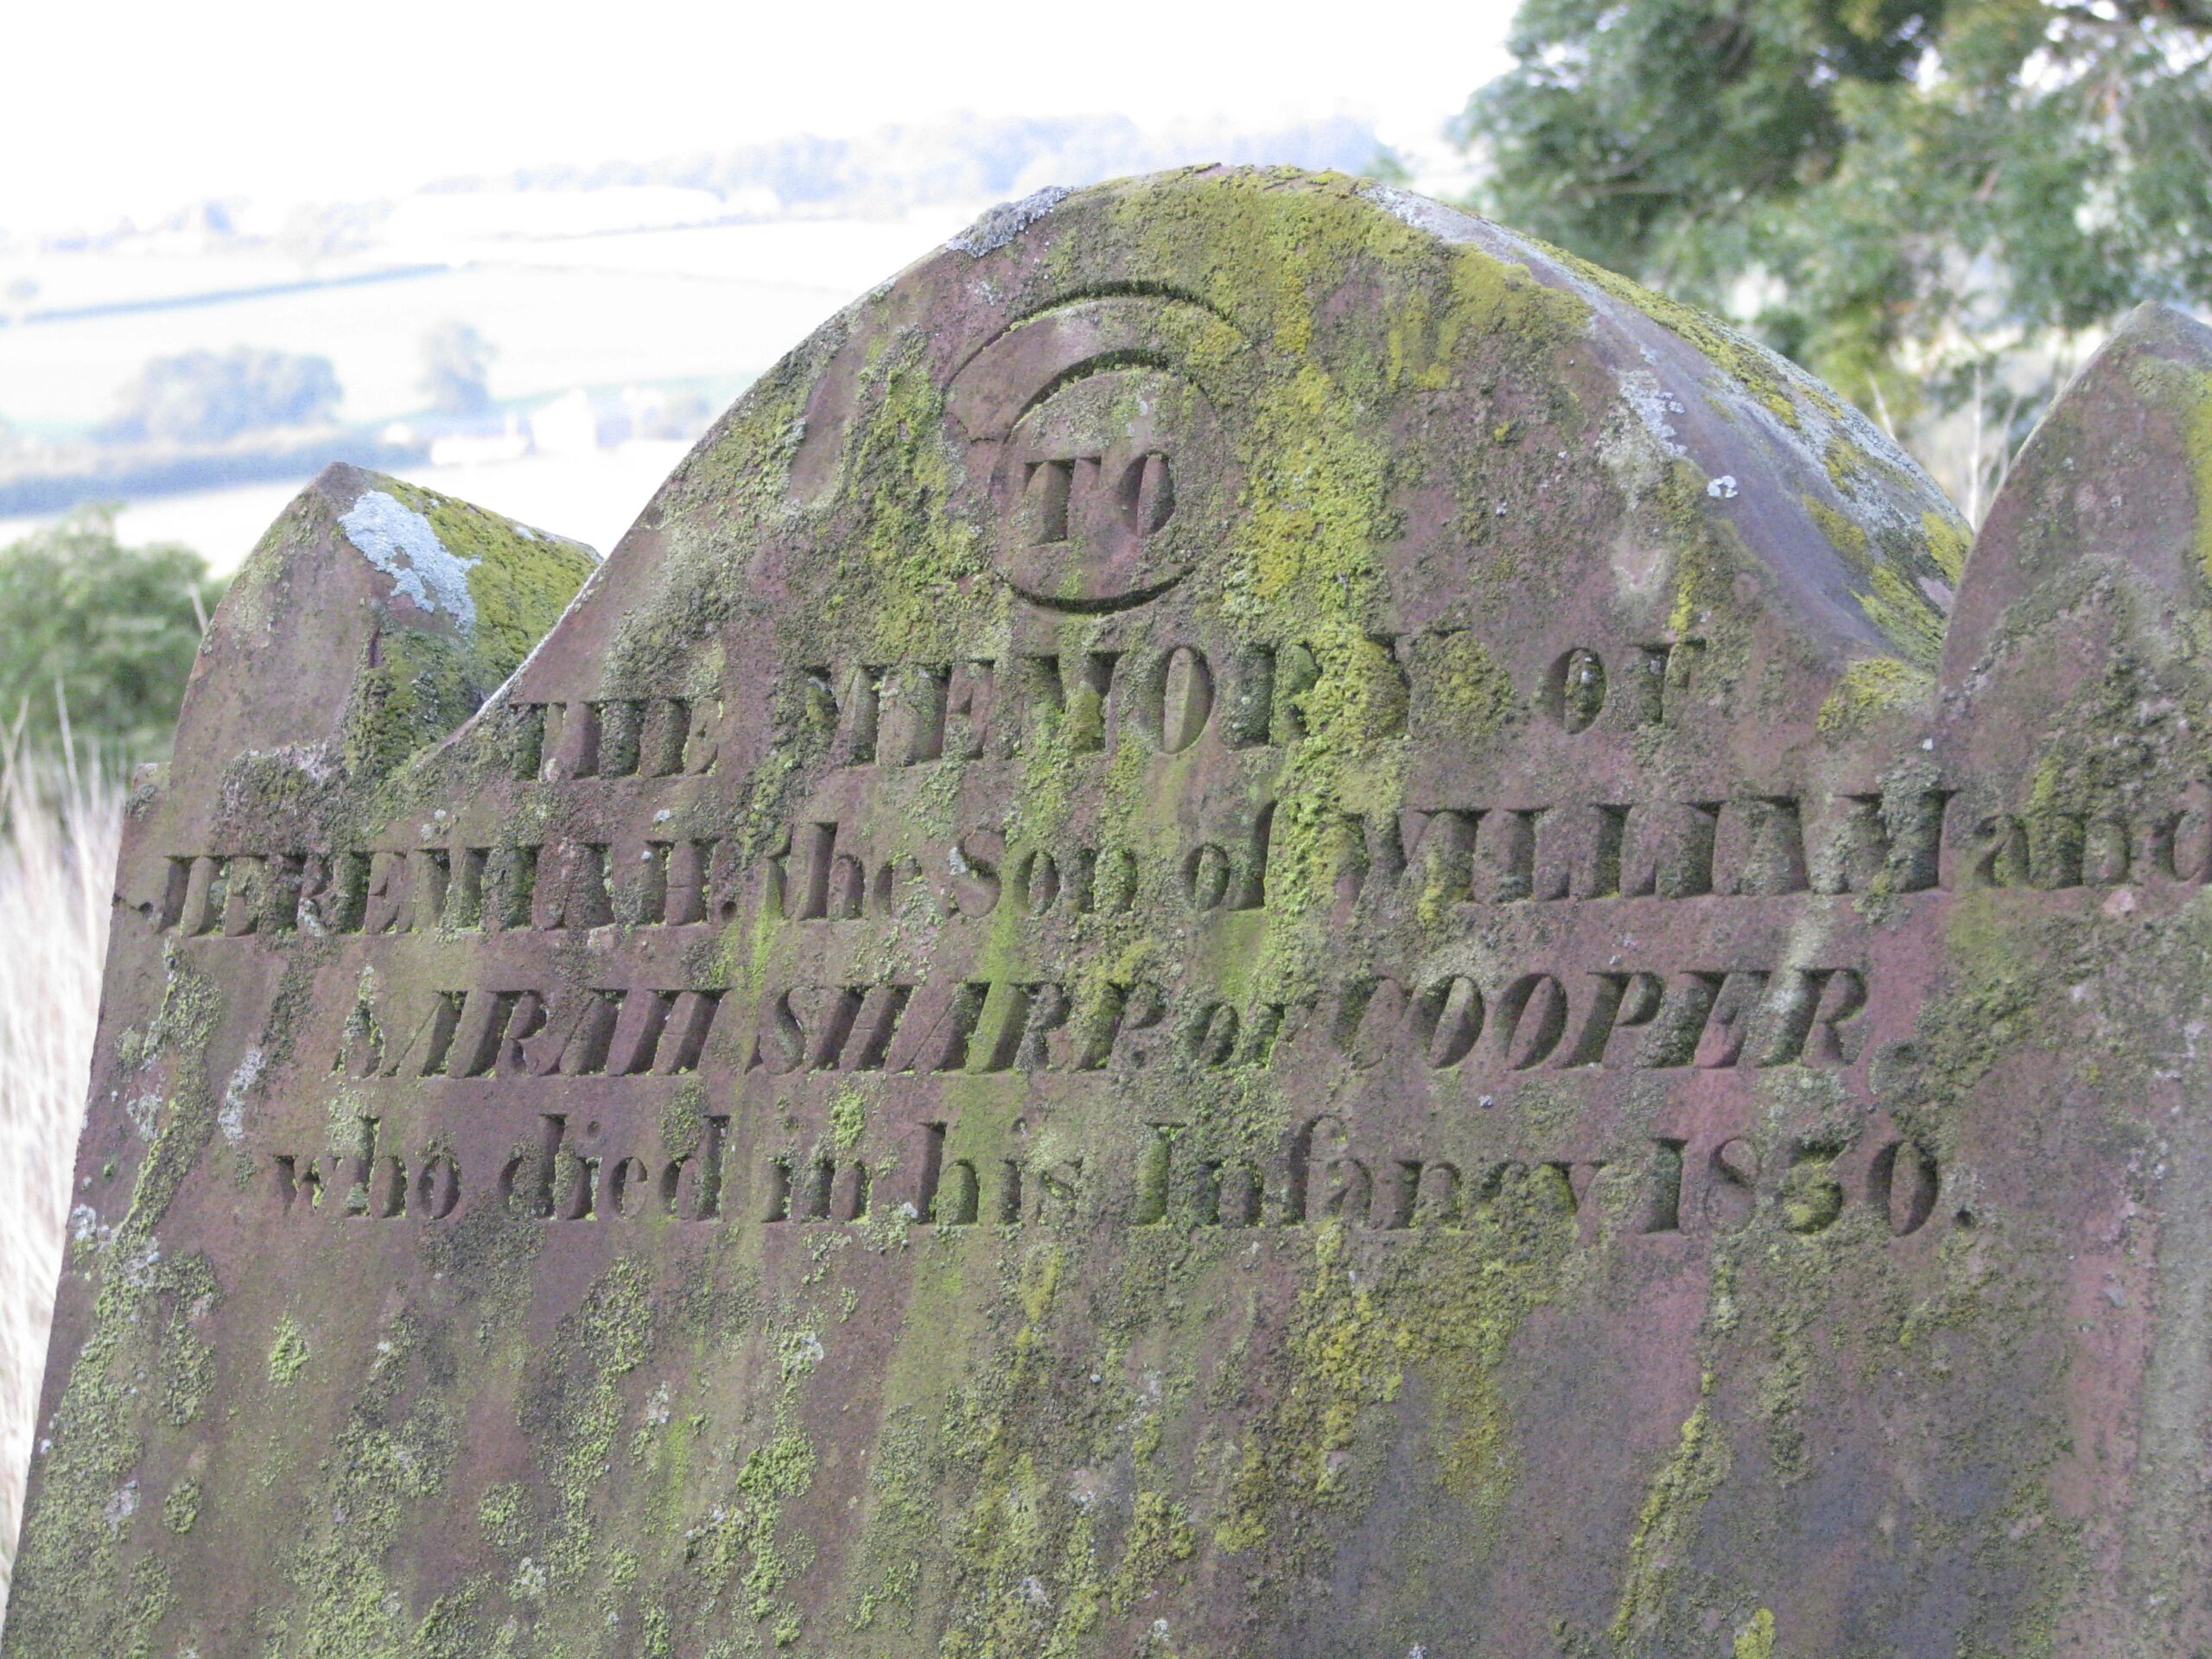 TO
THE MEMORY OF
JEREMIAH, the Son of WILLIAM and
SARAH SHARP, of COOPER,
who died in his Infancy 1830.